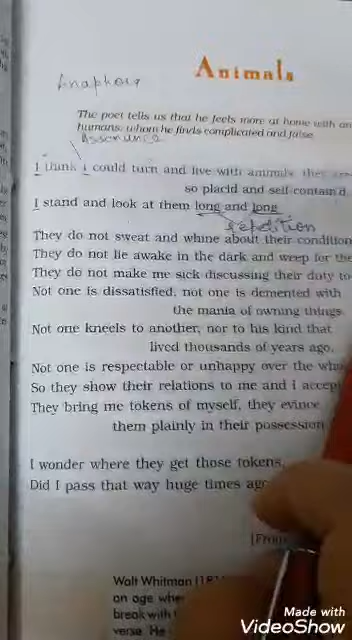 Animals
Anaphora
The poet tells us that he feels more at home with an
humans, whom he finds complicated and false.
Assonance
I think I could turn and live with animals they are
so placid and self-contain'd
I stand and look at them long and long
repetition
They do not sweat and whine about their condition
They do not lie awake in the dark and weep for the
They do not make me sick discussing their duty to
Not one is dissatisfied, not one is demented with
the mania of owning things.
Not one kneels to another, nor to his kind that
lived thousands of years ago,
Not one is respectable or unhappy over the who
So they show their relations to me and I accept
They bring me tokens of myself, they evince
them plainly in their possession
I wonder where they get those tokens,
Did I pass that way huge times ago
[From
Walt Whitman (18
an age whe
break with
verse. He
Made with
VideoShow